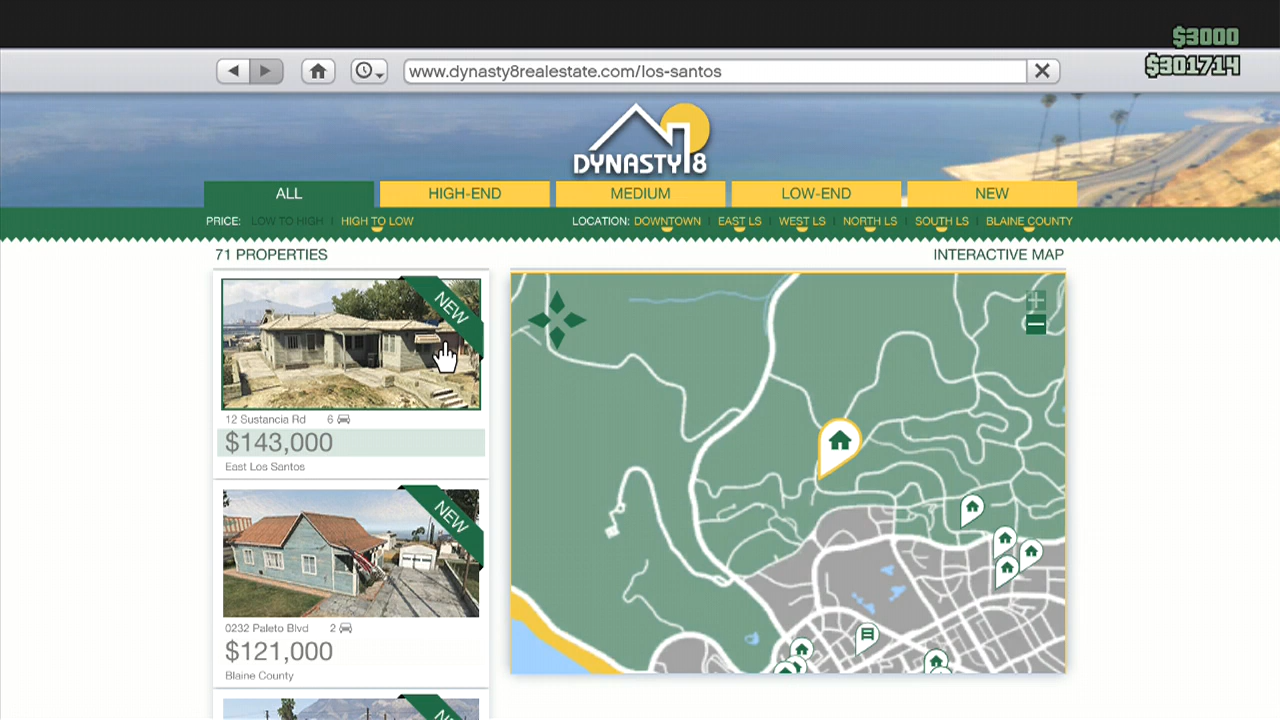 $3000
$301714
www.dynasty8realestate.com/los-santos
DYNASTY 8
ALL HIGH-END MEDIUM LOW-END NEW
PRICE: LOW TO HIGH | HIGH TO LOW LOCATION: DOWNTOWN | EAST LS | WEST LS | NORTH LS | SOUTH LS | BLAINE COUNTY
71 PROPERTIES INTERACTIVE MAP
NEW
12 Sustancia Rd 6
$143,000
East Los Santos
NEW
0232 Paleto Blvd 2
$121,000
Blaine County